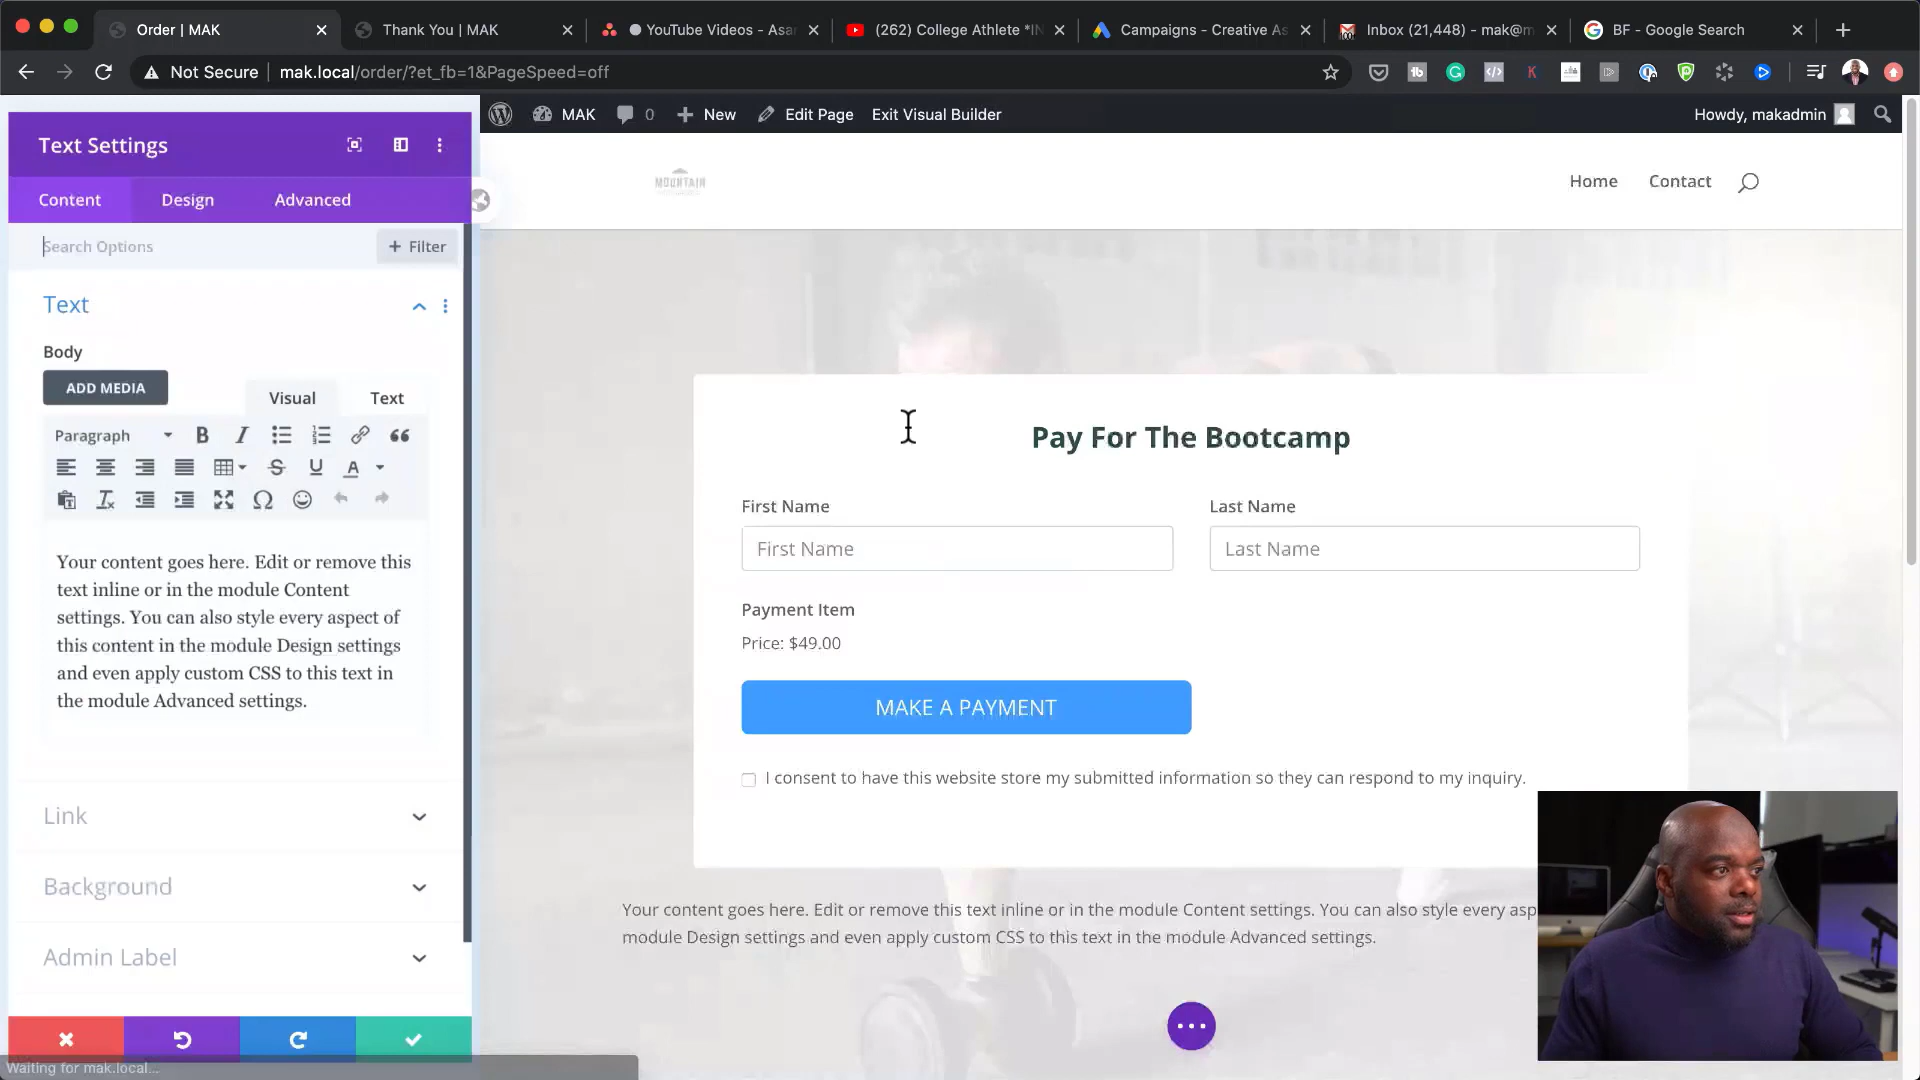 Order | MAK
Thank You | MAK
YouTube Videos - Asan
(262) College Athlete *IN
Campaigns - Creative As
Inbox (21,448) - mak@m
BF - Google Search
Not Secure
mak.local/order/?et_fb=1&PageSpeed=off
MAK
0
New
Edit Page
Exit Visual Builder
Howdy, makadmin
Text Settings
Content
Design
Advanced
Search Options
+ Filter
Text
Body
ADD MEDIA
Visual
Text
Paragraph
Your content goes here. Edit or remove this
text inline or in the module Content
settings. You can also style every aspect of
this content in the module Design settings
and even apply custom CSS to this text in
the module Advanced settings.
Link
Background
Admin Label
Waiting for mak.local...
MOUNTAIN
Home
Contact
Pay For The Bootcamp
First Name
Last Name
First Name
Last Name
Payment Item
Price: $49.00
MAKE A PAYMENT
I consent to have this website store my submitted information so they can respond to my inquiry.
Your content goes here. Edit or remove this text inline or in the module Content settings. You can also style every asp
module Design settings and even apply custom CSS to this text in the module Advanced settings.